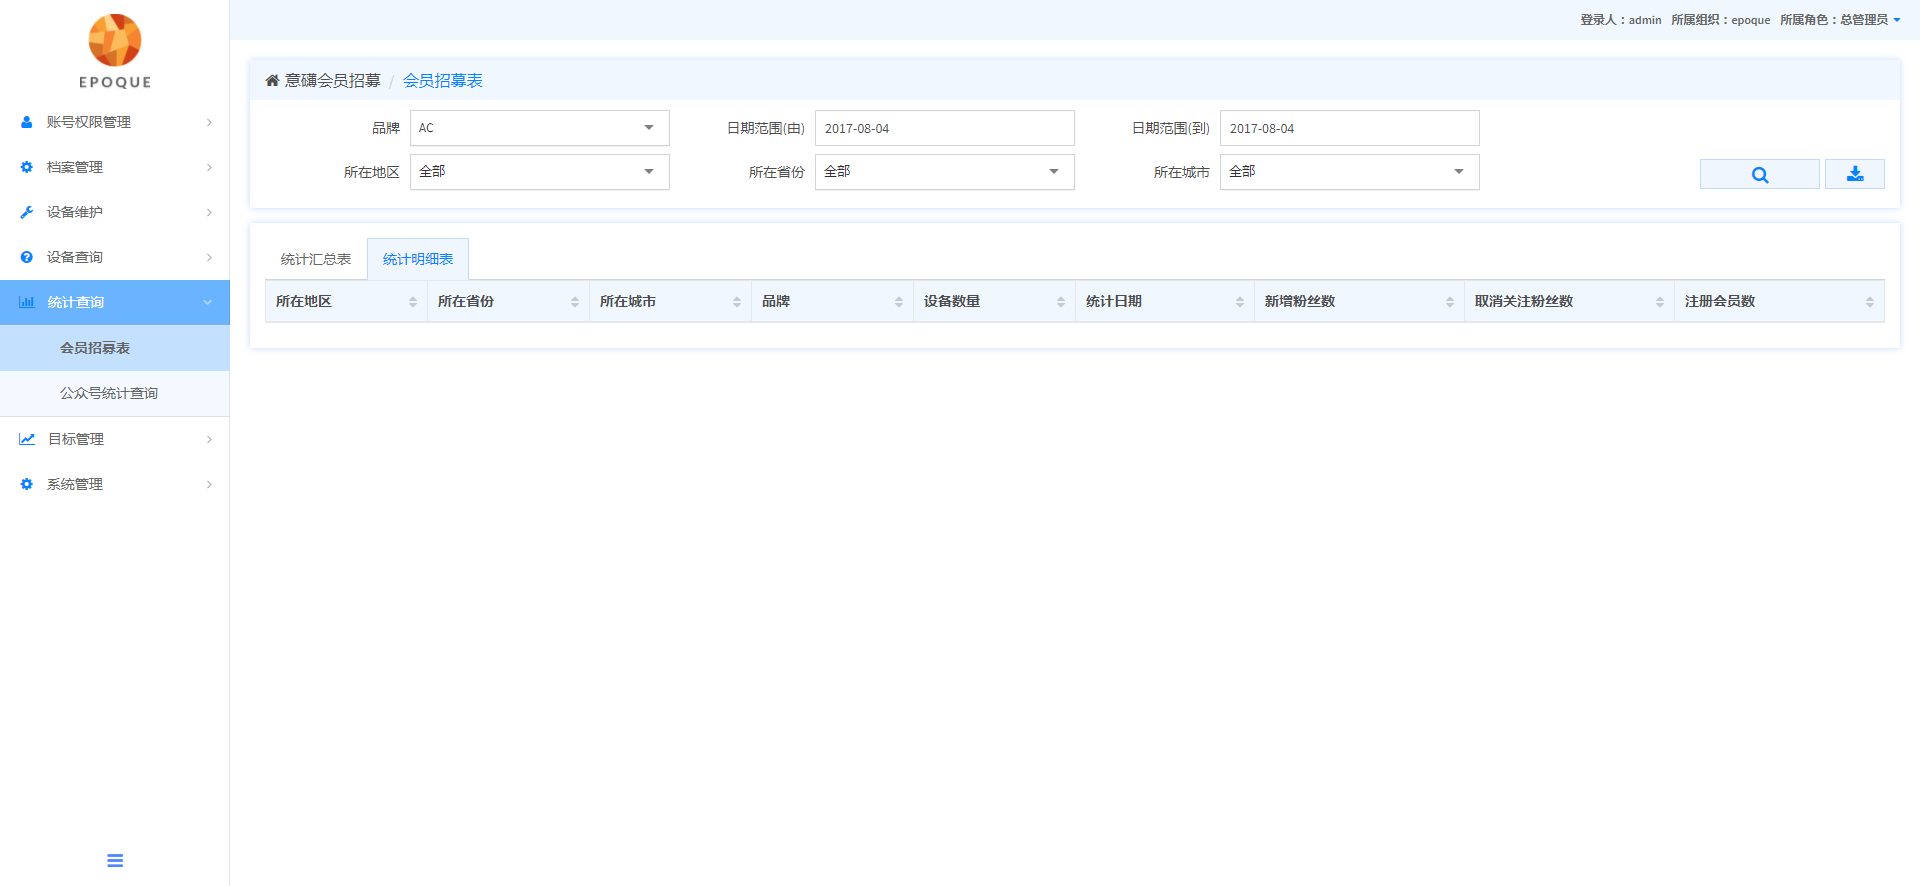 EPOQUE
登录人：admin 所属组织：epoque 所属角色：总管理员
账号权限管理
档案管理
设备维护
设备查询
统计查询
会员招募表
公众号统计查询
目标管理
系统管理
意礴会员招募 / 会员招募表
品牌 AC 日期范围(由) 2017-08-04 日期范围(到) 2017-08-04
所在地区 全部 所在省份 全部 所在城市 全部
统计汇总表 统计明细表
所在地区 所在省份 所在城市 品牌 设备数量 统计日期 新增粉丝数 取消关注粉丝数 注册会员数